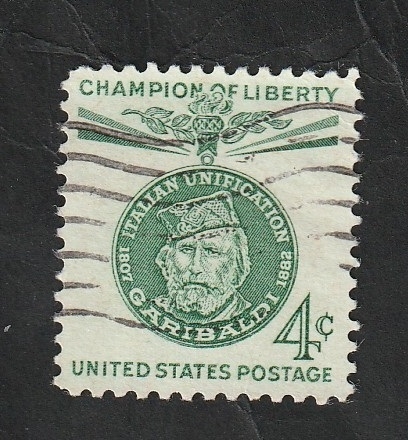 CHAMPION OF LIBERTY
ITALIAN UNIFICATION
1807
1882
GARIBALDI
4¢
UNITED STATES POSTAGE